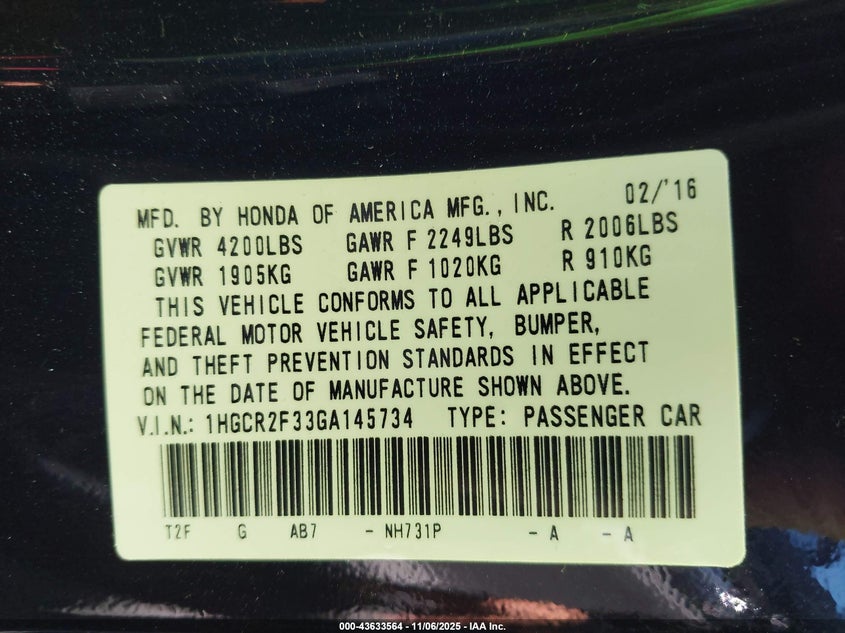 MFD. BY HONDA OF AMERICA MFG., INC. 02/'16
GVWR 4200LBS GAWR F 2249LBS R 2006LBS
GVWR 1905KG GAWR F 1020KG R 910KG
THIS VEHICLE CONFORMS TO ALL APPLICABLE
FEDERAL MOTOR VEHICLE SAFETY, BUMPER,
AND THEFT PREVENTION STANDARDS IN EFFECT
ON THE DATE OF MANUFACTURE SHOWN ABOVE.
V.I.N.: 1HGCR2F33GA145734 TYPE: PASSENGER CAR
T2F G AB7 - NH731P - A - A
000-43633564 - 11/06/2025 - IAA Inc.